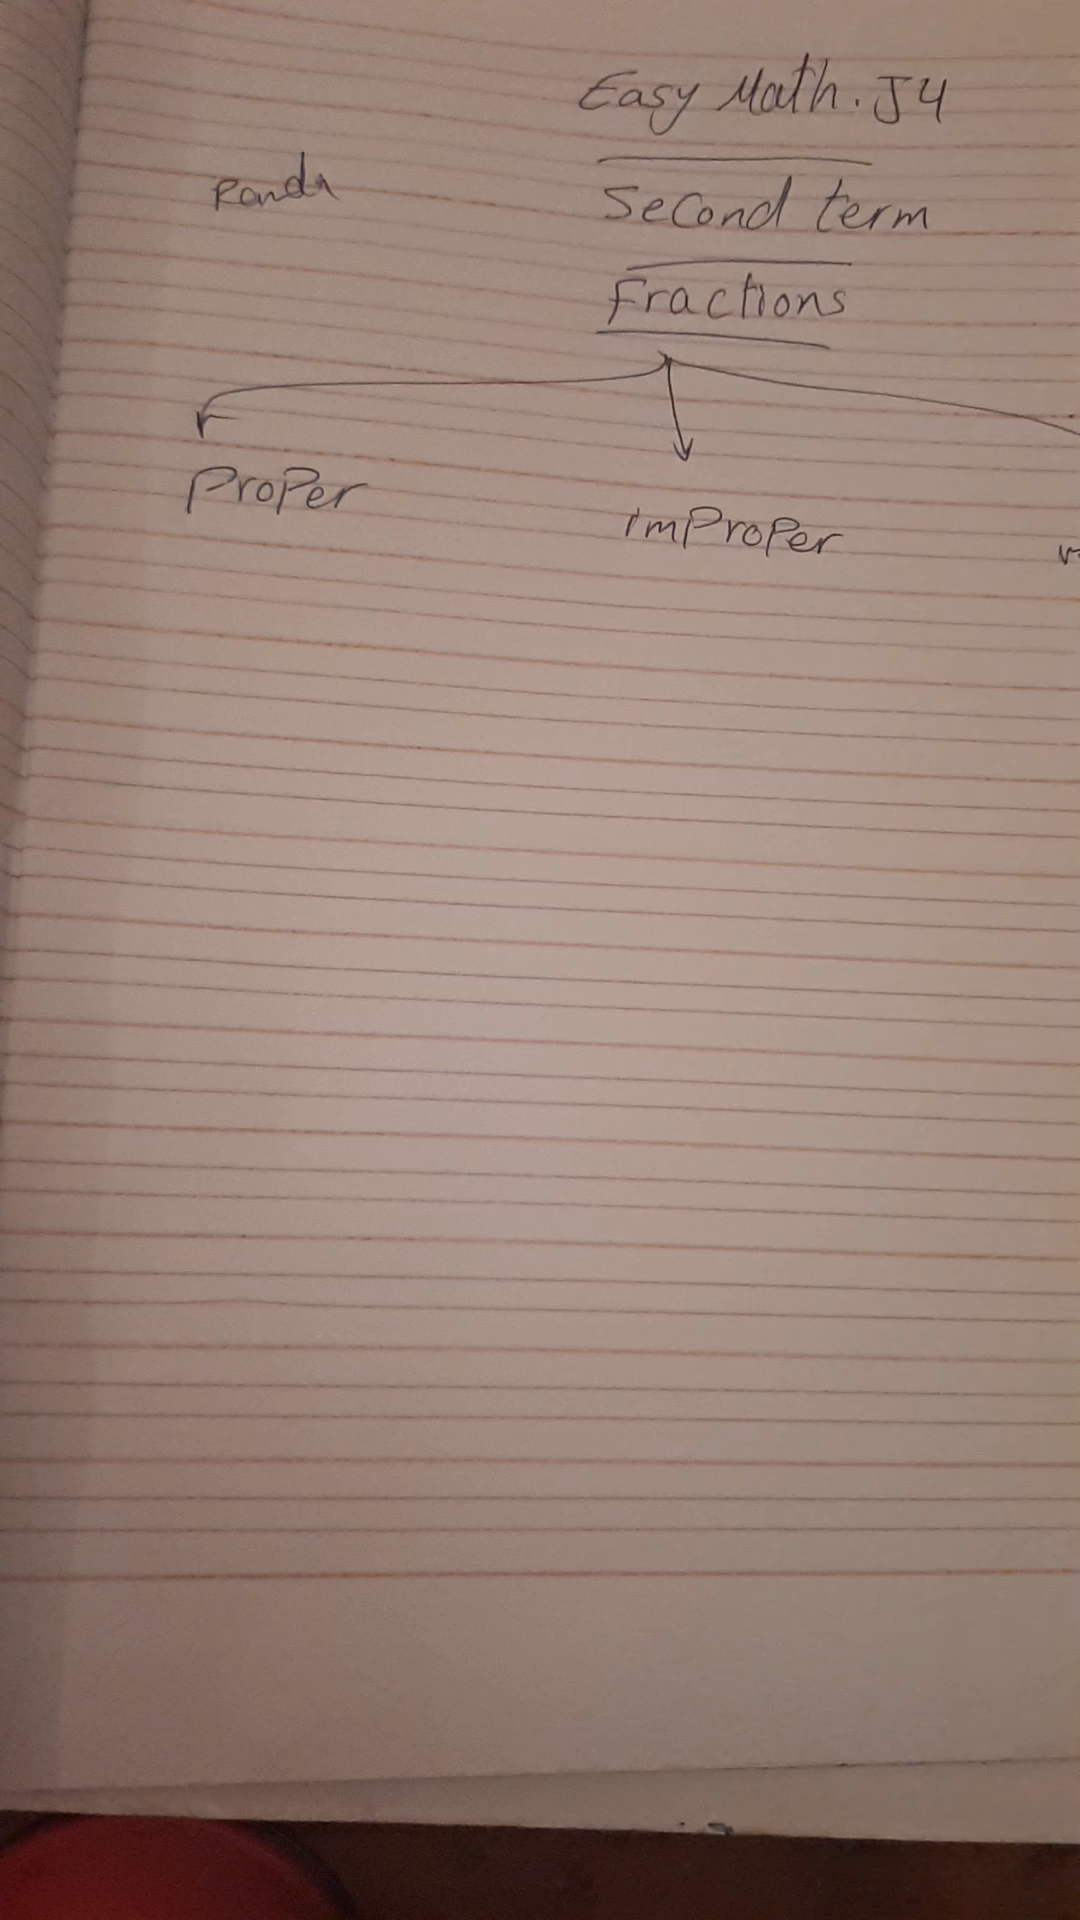 Easy Math. J4
Randa
Second term
Fractions
Proper
imProper